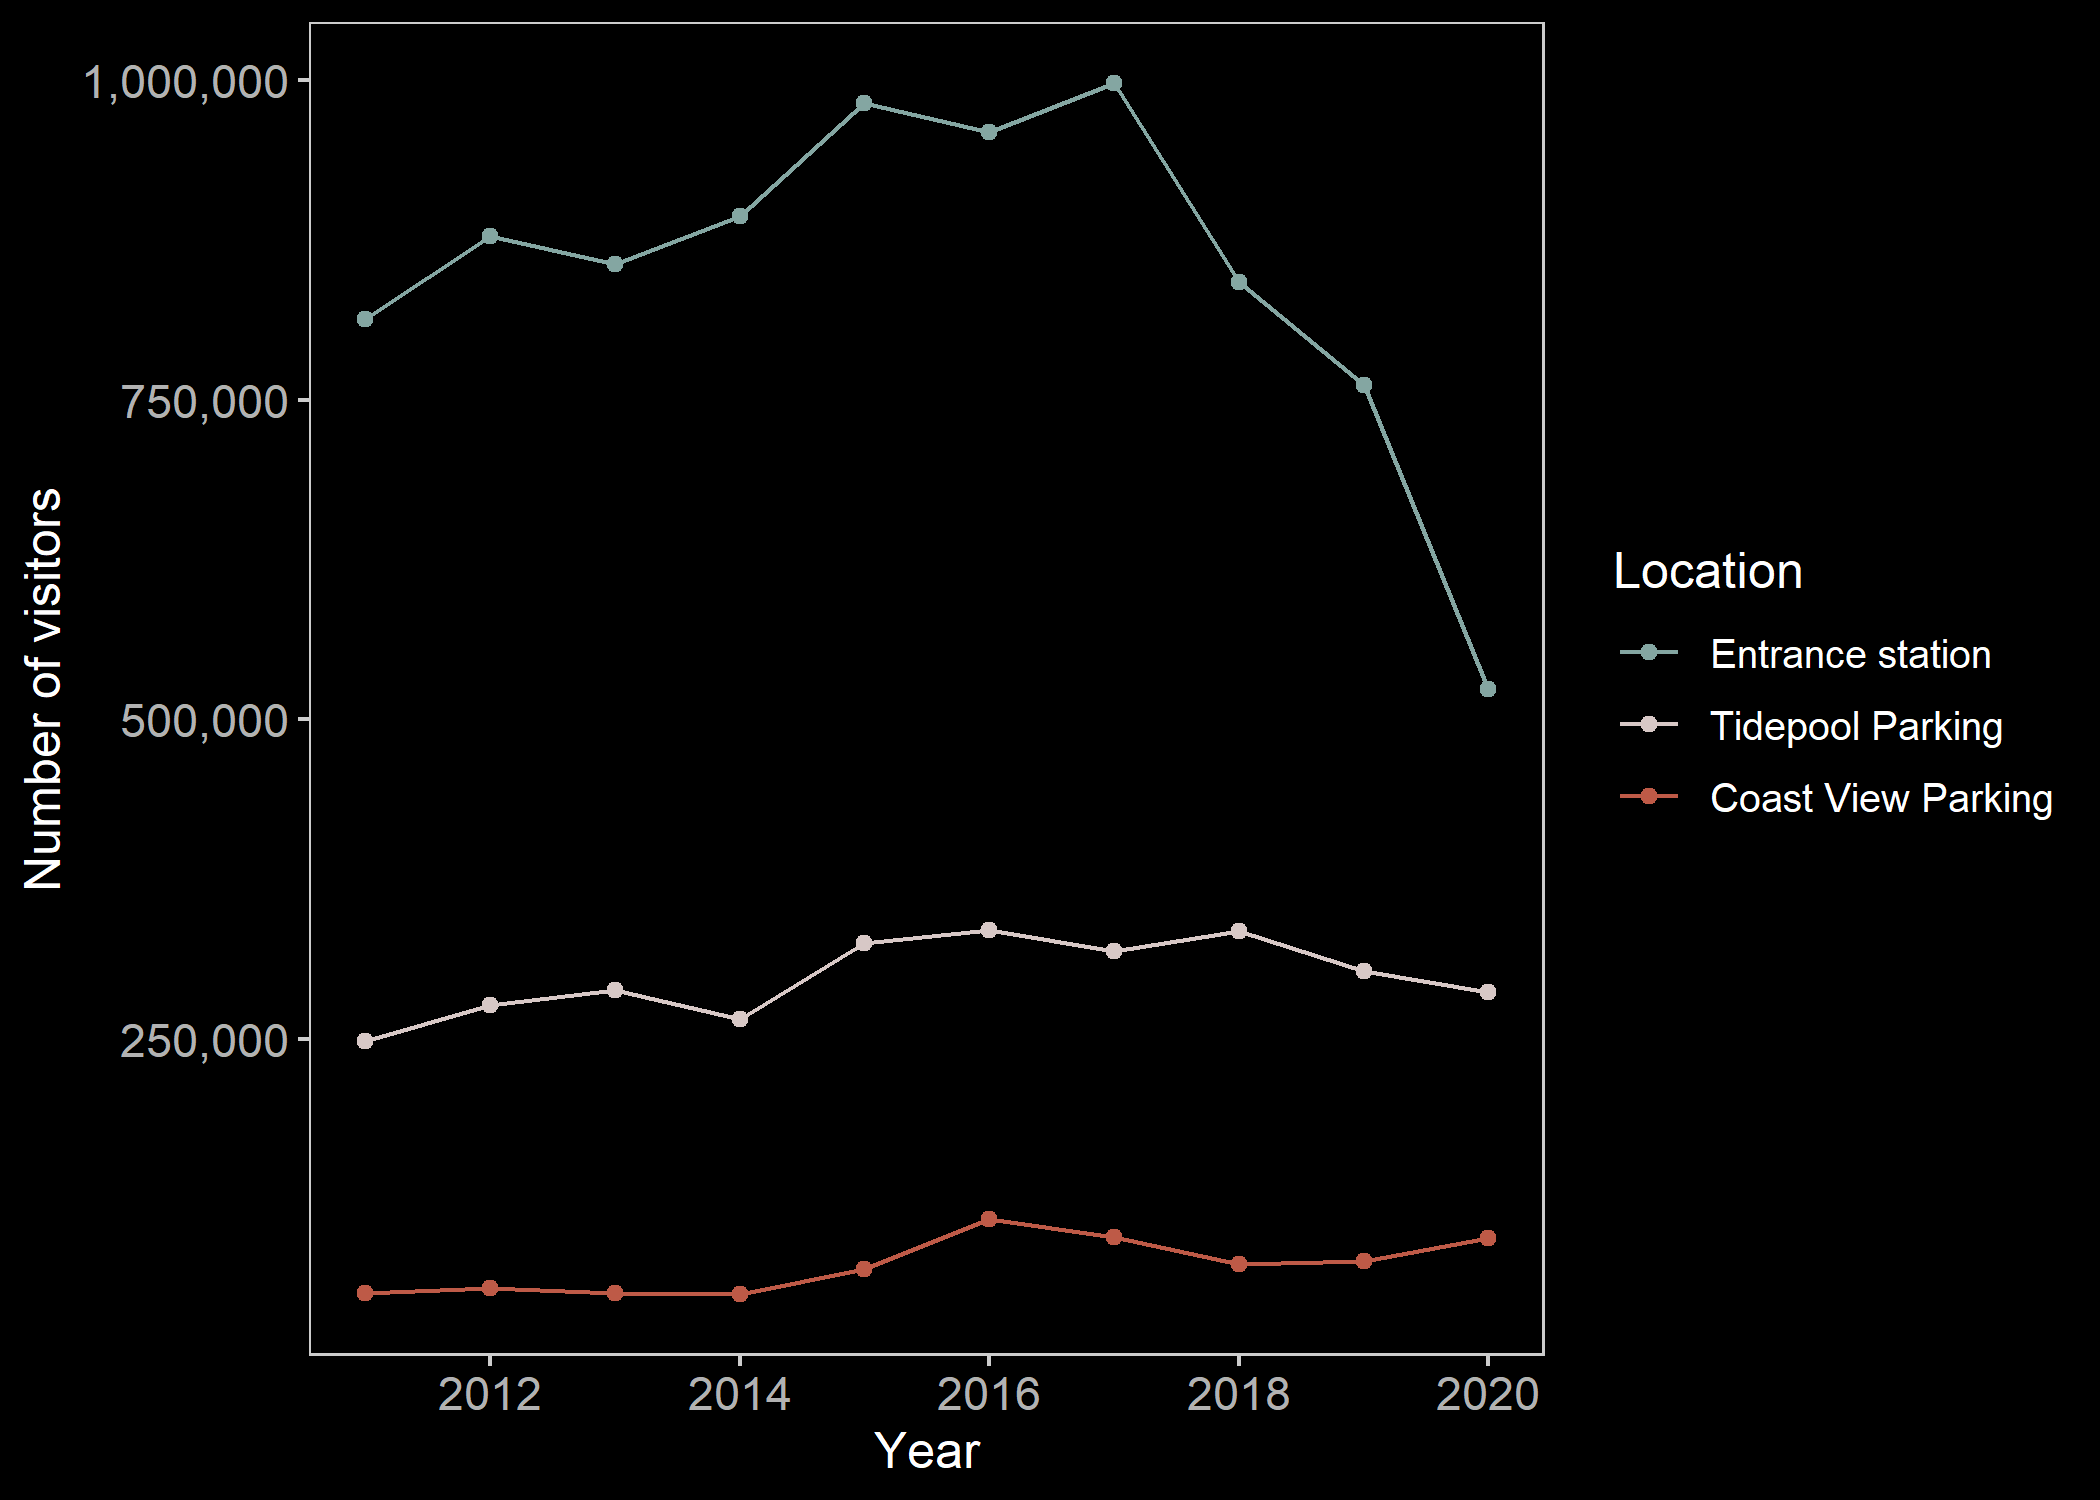 1,000,000
750,000
500,000
250,000
Number of visitors
2012 2014 2016 2018 2020
Year
Location
Entrance station
Tidepool Parking
Coast View Parking